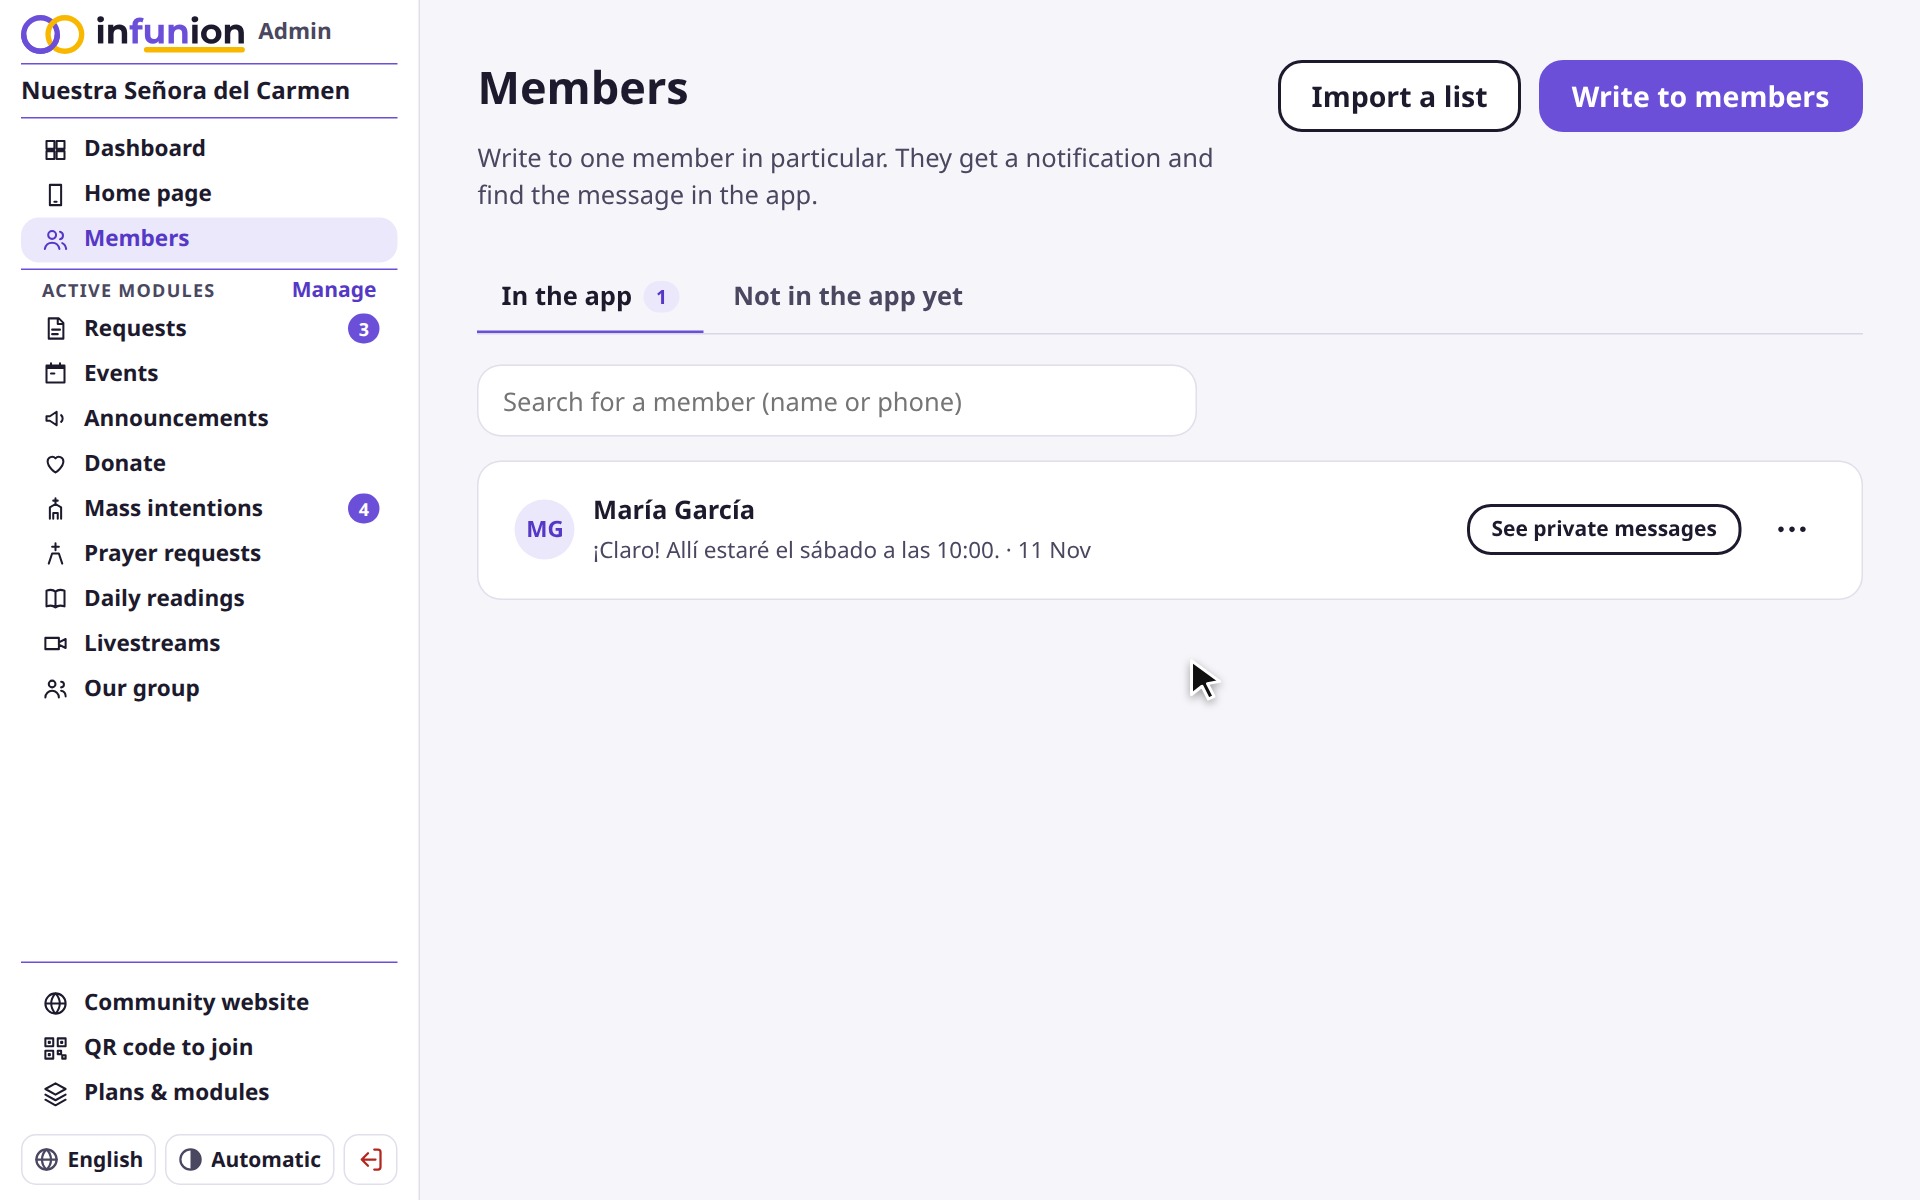 infunion Admin
Nuestra Señora del Carmen
Dashboard
Home page
Members
ACTIVE MODULES Manage
Requests 3
Events
Announcements
Donate
Mass intentions 4
Prayer requests
Daily readings
Livestreams
Our group
Community website
QR code to join
Plans & modules
English Automatic
Members
Import a list Write to members
Write to one member in particular. They get a notification and
find the message in the app.
In the app 1 Not in the app yet
Search for a member (name or phone)
MG
María García
¡Claro! Allí estaré el sábado a las 10:00. · 11 Nov
See private messages